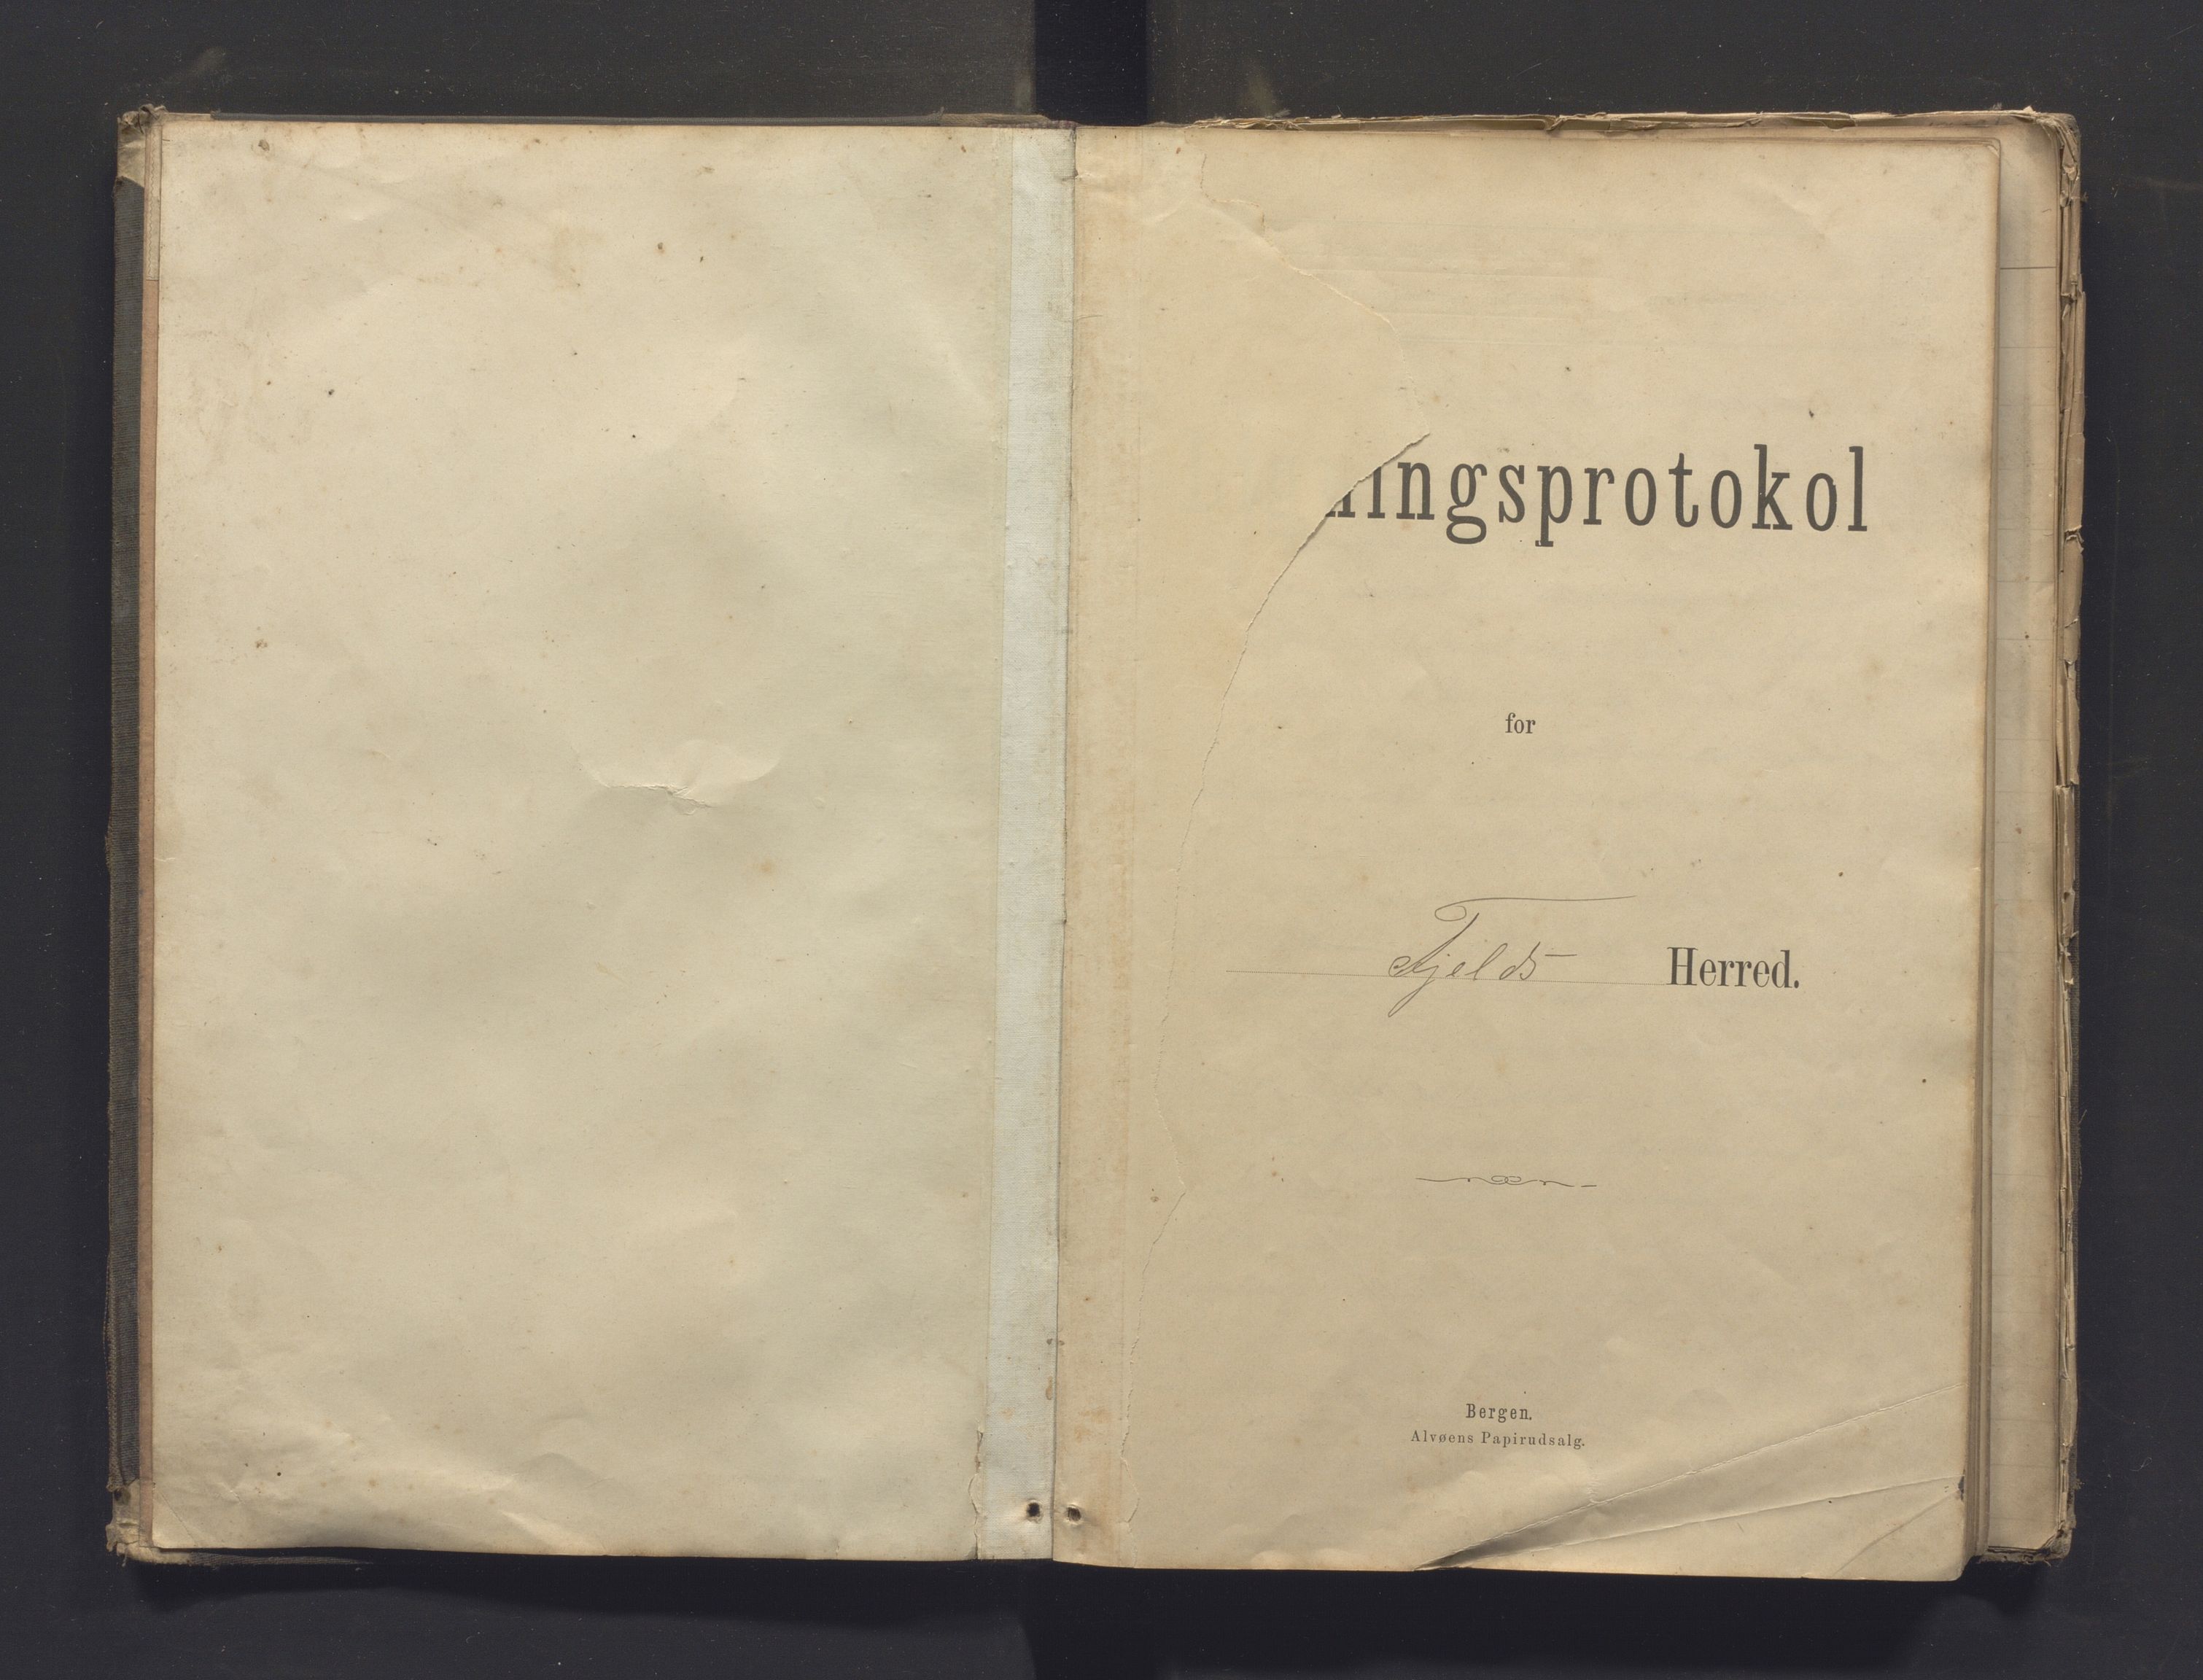 ningsprotokol
for
Fjelds Herred.
Bergen.
Alvøens Papirudsalg.